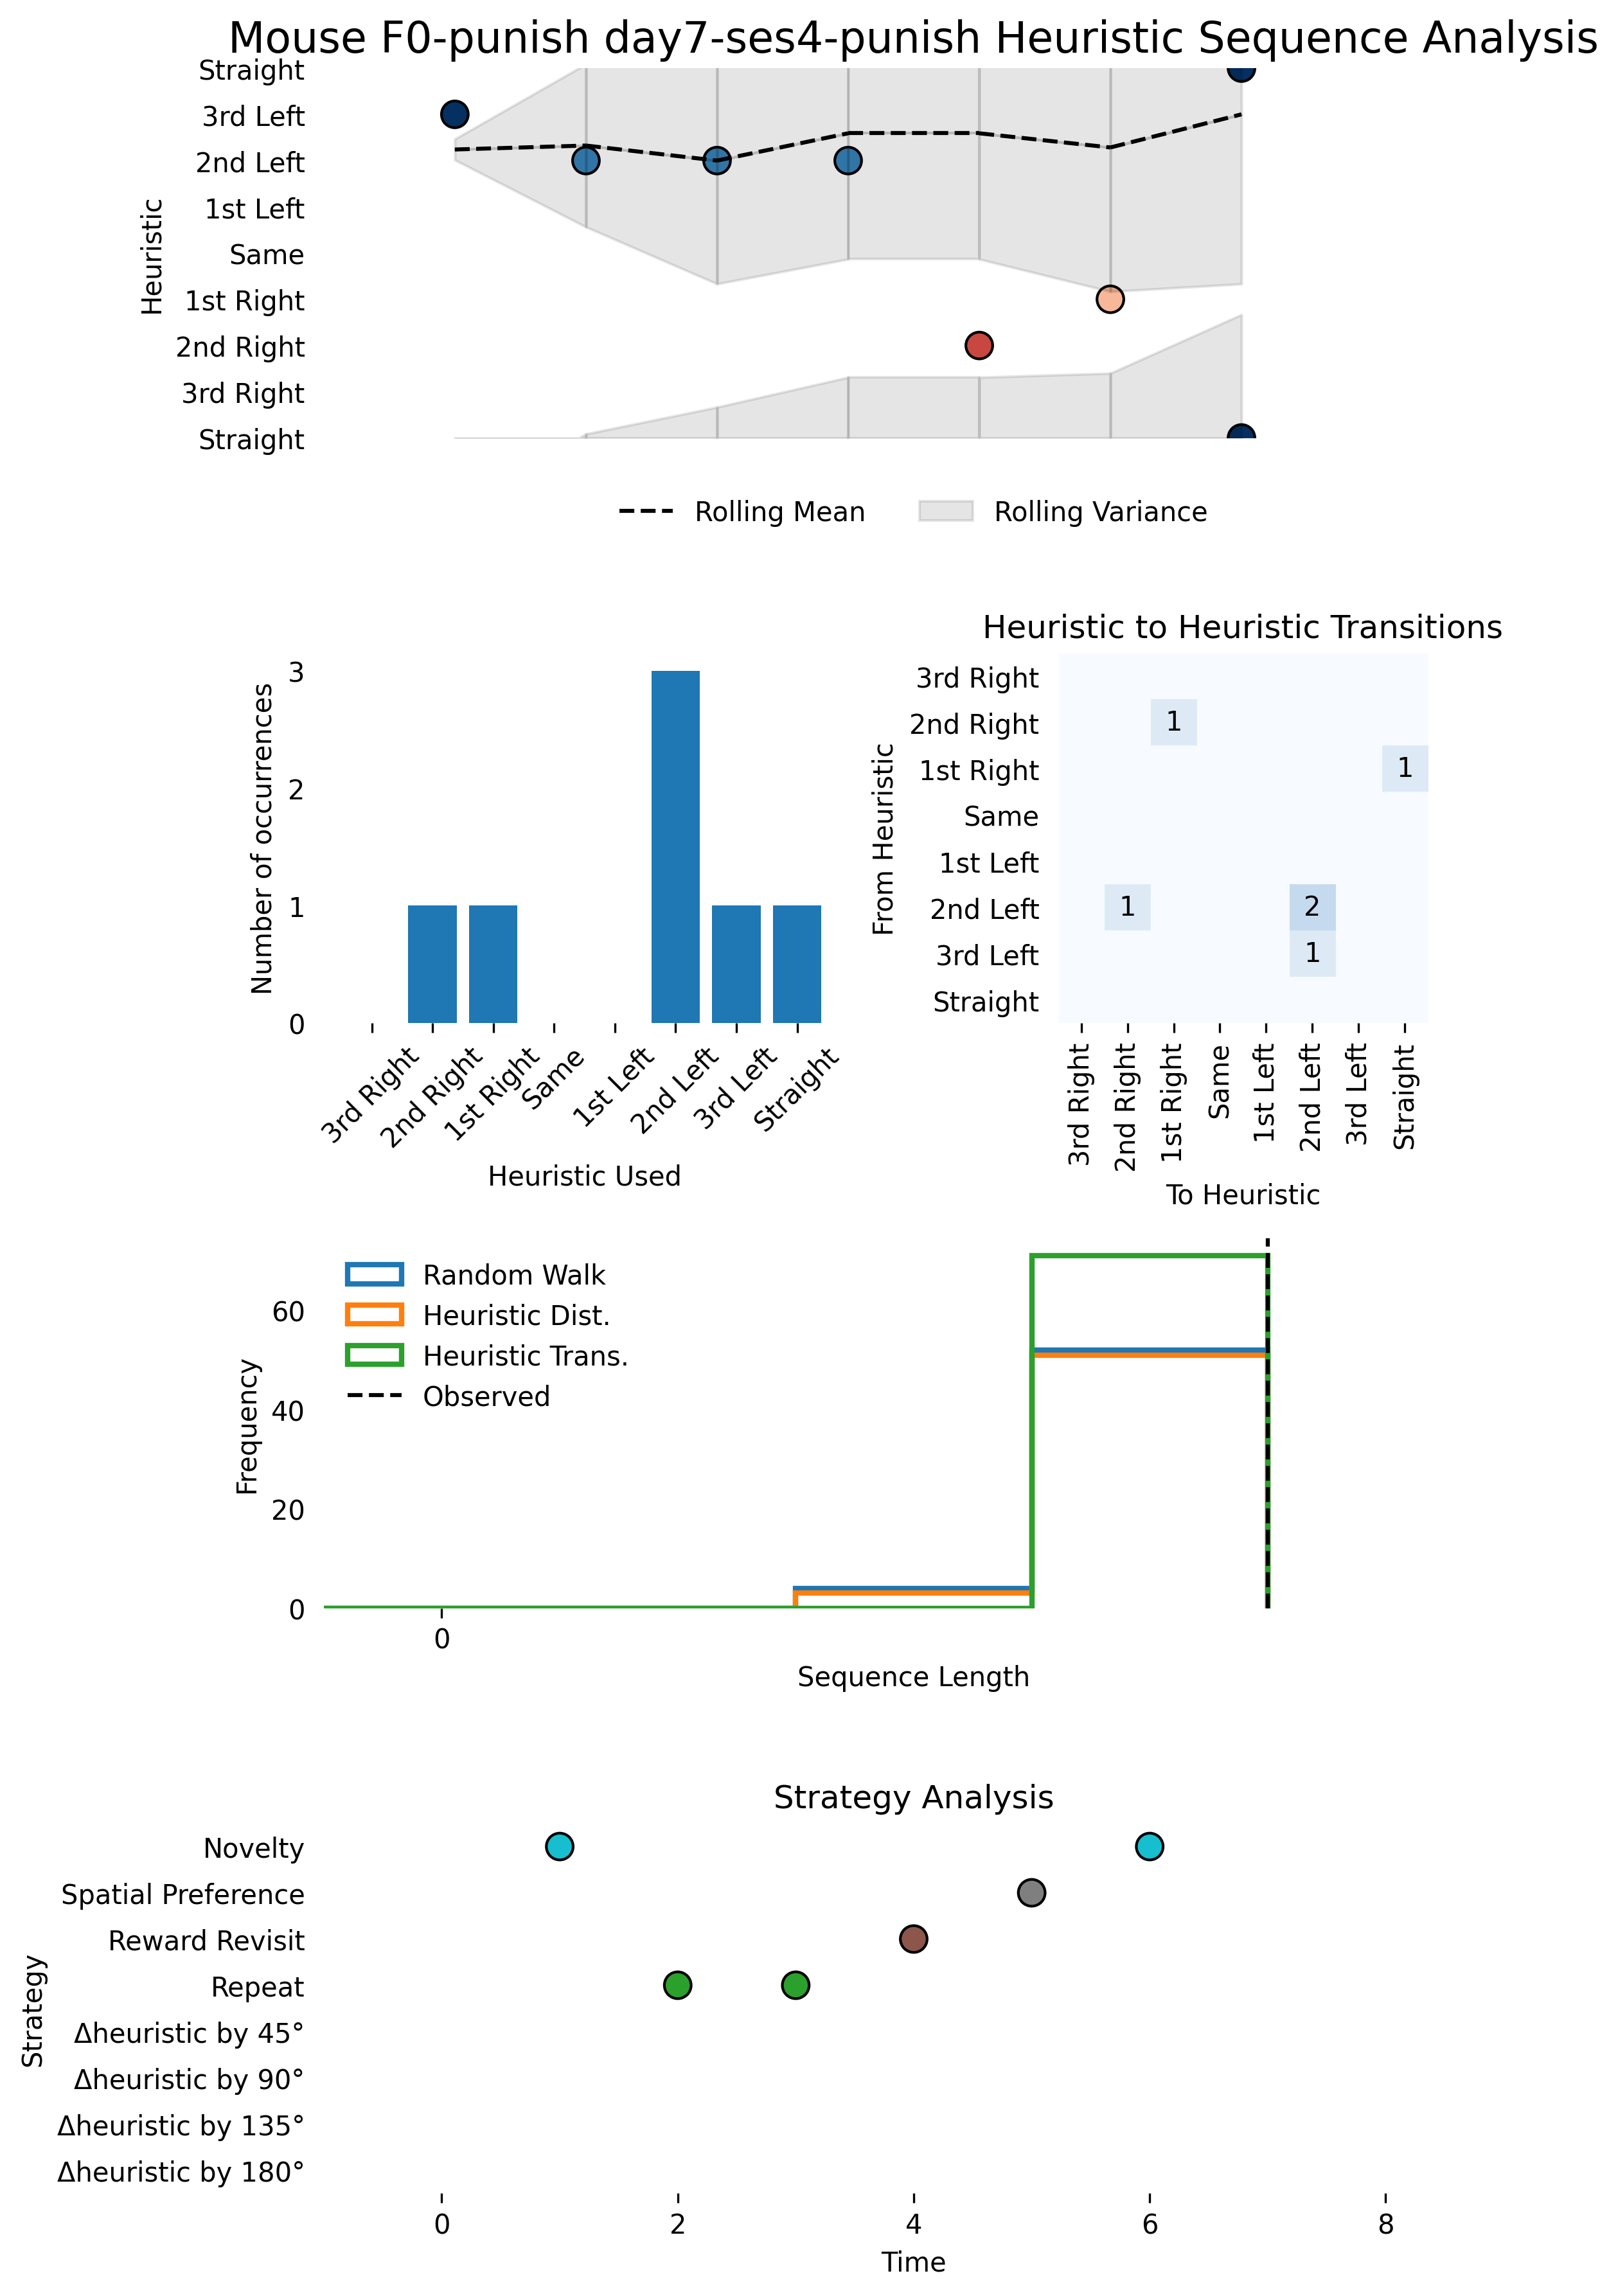 Mouse F0-punish day7-ses4-punish Heuristic Sequence Analysis
Straight
3rd Left
2nd Left
1st Left
Same
1st Right
2nd Right
3rd Right
Straight
Heuristic
Rolling Mean
Rolling Variance
3
2
1
0
Number of occurrences
3rd Right
2nd Right
1st Right
Same
1st Left
2nd Left
3rd Left
Straight
Heuristic Used
Heuristic to Heuristic Transitions
3rd Right
2nd Right
1st Right
Same
1st Left
2nd Left
3rd Left
Straight
From Heuristic
1
1
1
2
1
3rd Right
2nd Right
1st Right
Same
1st Left
2nd Left
3rd Left
Straight
To Heuristic
Random Walk
Heuristic Dist.
Heuristic Trans.
Observed
60
40
20
0
Frequency
0
Sequence Length
Strategy Analysis
Novelty
Spatial Preference
Reward Revisit
Repeat
Δheuristic by 45°
Δheuristic by 90°
Δheuristic by 135°
Δheuristic by 180°
Strategy
0
2
4
6
8
Time